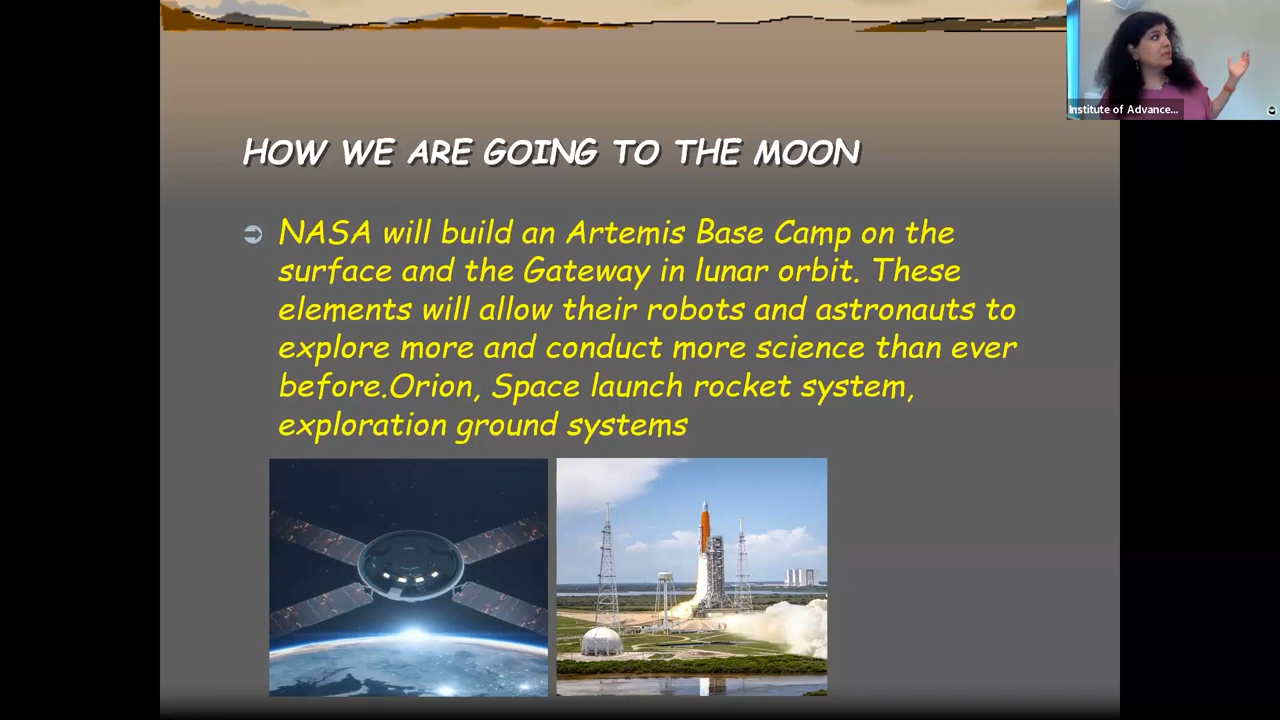 Institute of Advance...
HOW WE ARE GOING TO THE MOON
NASA will build an Artemis Base Camp on the
surface and the Gateway in lunar orbit. These
elements will allow their robots and astronauts to
explore more and conduct more science than ever
before.Orion, Space launch rocket system,
exploration ground systems